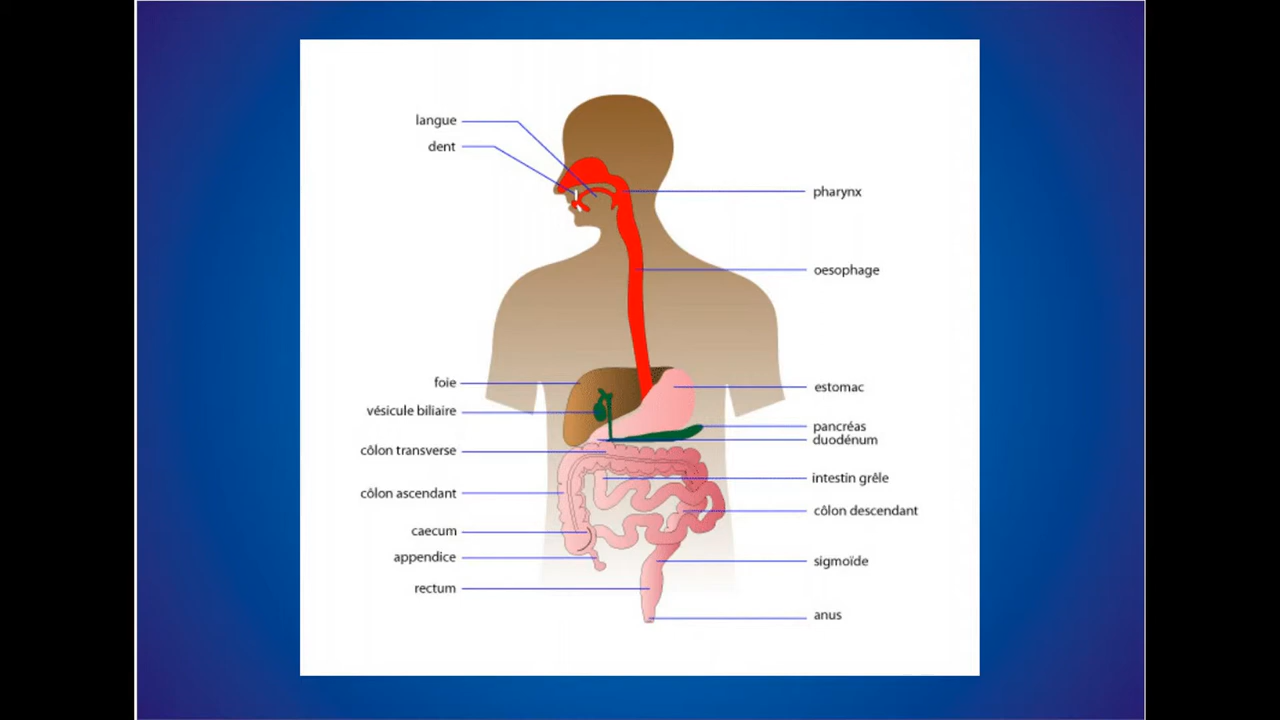 langue
dent
pharynx
oesophage
foie
estomac
vésicule biliaire
pancréas
duodénum
côlon transverse
intestin grêle
côlon ascendant
côlon descendant
caecum
appendice
sigmoïde
rectum
anus